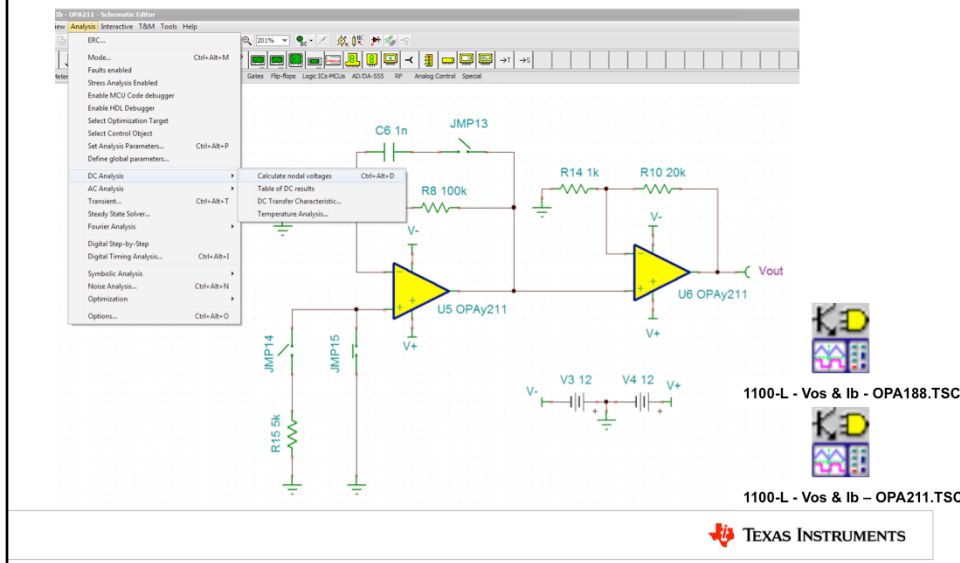 Ib - OPA211 - Schematic Editor
Analysis Interactive T&M Tools Help
201%
ERC...
Mode... Ctrl+Alt+M
Faults enabled
Stress Analysis Enabled
Enable MCU Code debugger
Enable HDL Debugger
Select Optimization Target
Select Control Object
Set Analysis Parameters... Ctrl+Alt+P
Define global parameters...
DC Analysis
AC Analysis
Transient... Ctrl+Alt+T
Steady State Solver...
Fourier Analysis
Digital Step-by-Step
Digital Timing Analysis... Ctrl+Alt+I
Symbolic Analysis
Noise Analysis... Ctrl+Alt+N
Optimization
Options... Ctrl+Alt+O
Calculate nodal voltages Ctrl+Alt+D
Table of DC results
DC Transfer Characteristic...
Temperature Analysis...
Gates Flip-flops Logic ICs-MCUs AD/DA-555 RF Analog Control Special
C6 1n
JMP13
R8 100k
R14 1k
R10 20k
V-
V-
U5 OPAy211
U6 OPAy211
Vout
V+
V+
JMP14
JMP15
R15 5k
V-
V3 12
V4 12
V+
1100-L - Vos & Ib - OPA188.TSC
1100-L - Vos & Ib – OPA211.TSC
TEXAS INSTRUMENTS